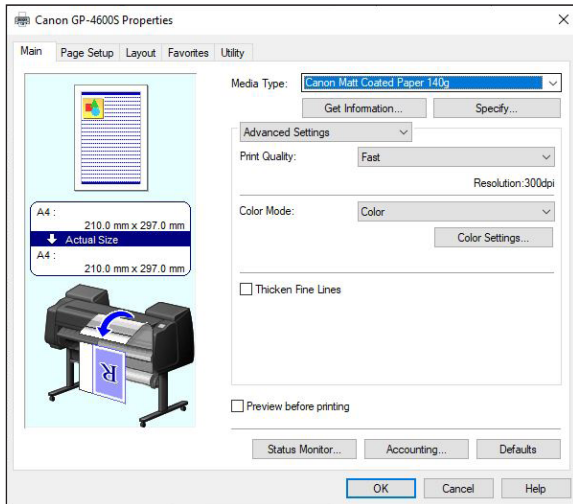 Canon GP-4600S Properties
Main Page Setup Layout Favorites Utility
Media Type: Canon Matt Coated Paper 140g
Get Information... Specify...
Advanced Settings
Print Quality: Fast
Resolution:300dpi
A4 :
210.0 mm x 297.0 mm
Actual Size
A4 :
210.0 mm x 297.0 mm
Color Mode: Color
Color Settings...
Thicken Fine Lines
R
Preview before printing
Status Monitor... Accounting... Defaults
OK Cancel Help